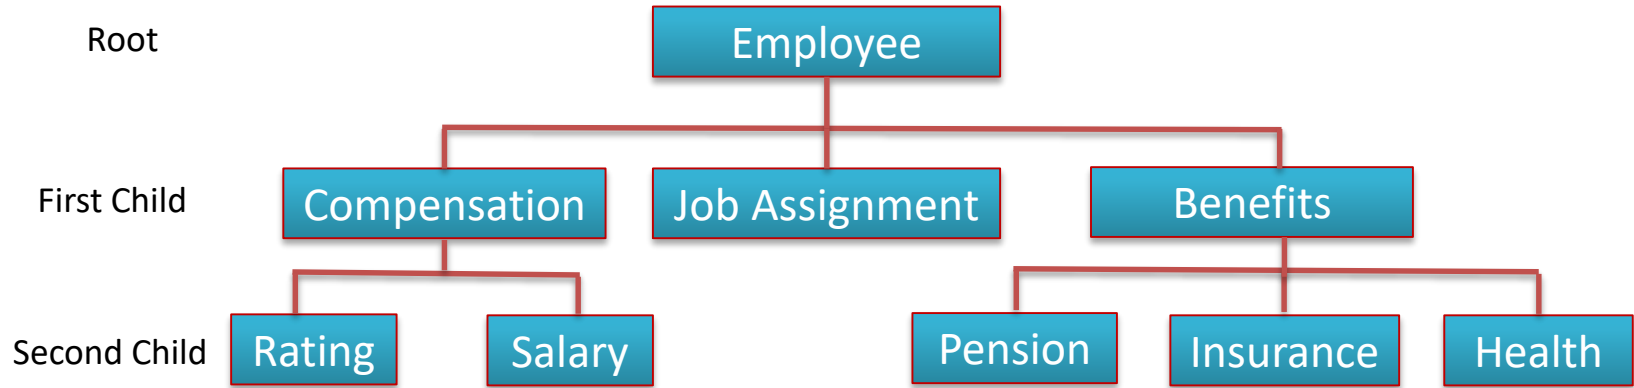 Root
Employee
First Child
Compensation
Job Assignment
Benefits
Second Child
Rating
Salary
Pension
Insurance
Health